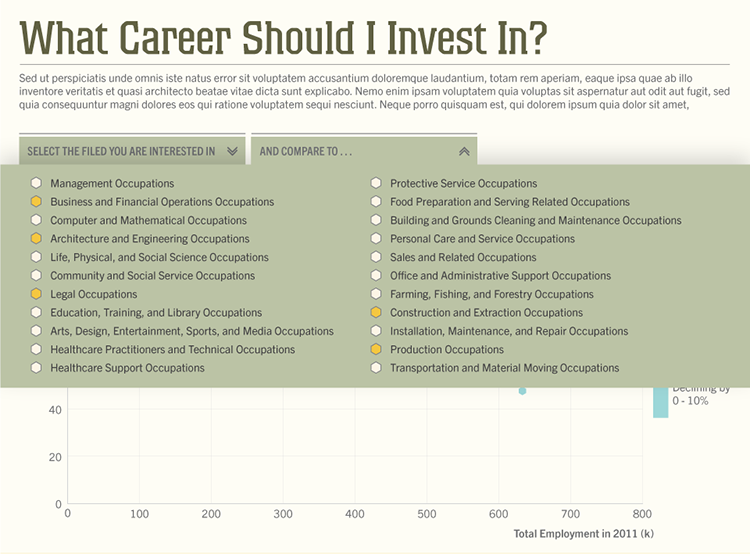 What Career Should I Invest In?
Sed ut perspiciatis unde omnis iste natus error sit voluptatem accusantium doloremque laudantium, totam rem aperiam, eaque ipsa quae ab illo
inventore veritatis et quasi architecto beatae vitae dicta sunt explicabo. Nemo enim ipsam voluptatem quia voluptas sit aspernatur aut odit aut fugit, sed
quia consequuntur magni dolores eos qui ratione voluptatem sequi nesciunt. Neque porro quisquam est, qui dolorem ipsum quia dolor sit amet,
SELECT THE FILED YOU ARE INTERESTED IN
AND COMPARE TO ...
Management Occupations
Business and Financial Operations Occupations
Computer and Mathematical Occupations
Architecture and Engineering Occupations
Life, Physical, and Social Science Occupations
Community and Social Service Occupations
Legal Occupations
Education, Training, and Library Occupations
Arts, Design, Entertainment, Sports, and Media Occupations
Healthcare Practitioners and Technical Occupations
Healthcare Support Occupations
Protective Service Occupations
Food Preparation and Serving Related Occupations
Building and Grounds Cleaning and Maintenance Occupations
Personal Care and Service Occupations
Sales and Related Occupations
Office and Administrative Support Occupations
Farming, Fishing, and Forestry Occupations
Construction and Extraction Occupations
Installation, Maintenance, and Repair Occupations
Production Occupations
Transportation and Material Moving Occupations
Declining by
0 - 10%
40
20
0
0 100 200 300 400 500 600 700 800
Total Employment in 2011 (k)